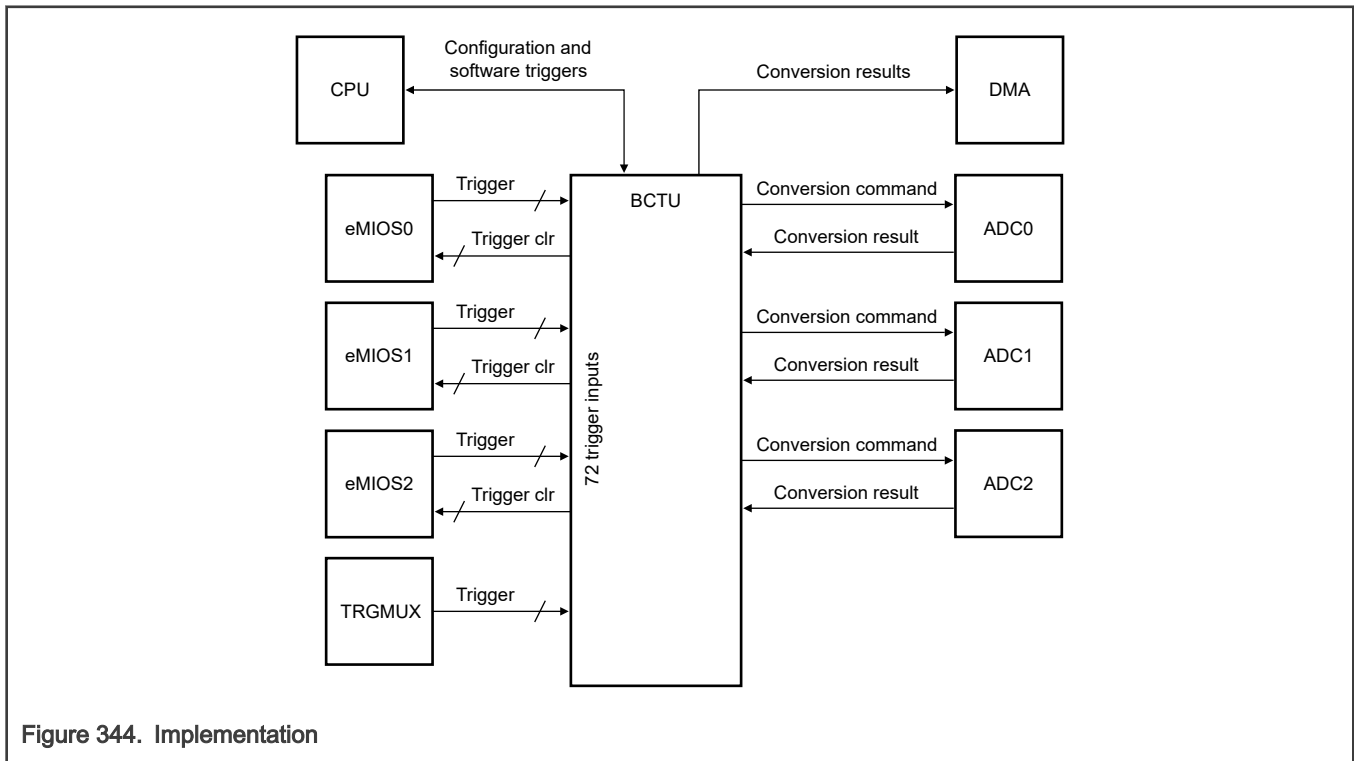 Configuration and
software triggers
Conversion results
CPU
DMA
Trigger
BCTU
Conversion command
eMIOS0
Trigger clr
Conversion result
ADC0
Trigger
Conversion command
eMIOS1
Trigger clr
Conversion result
ADC1
72 trigger inputs
Trigger
Conversion command
eMIOS2
Trigger clr
Conversion result
ADC2
Trigger
TRGMUX
Figure 344. Implementation